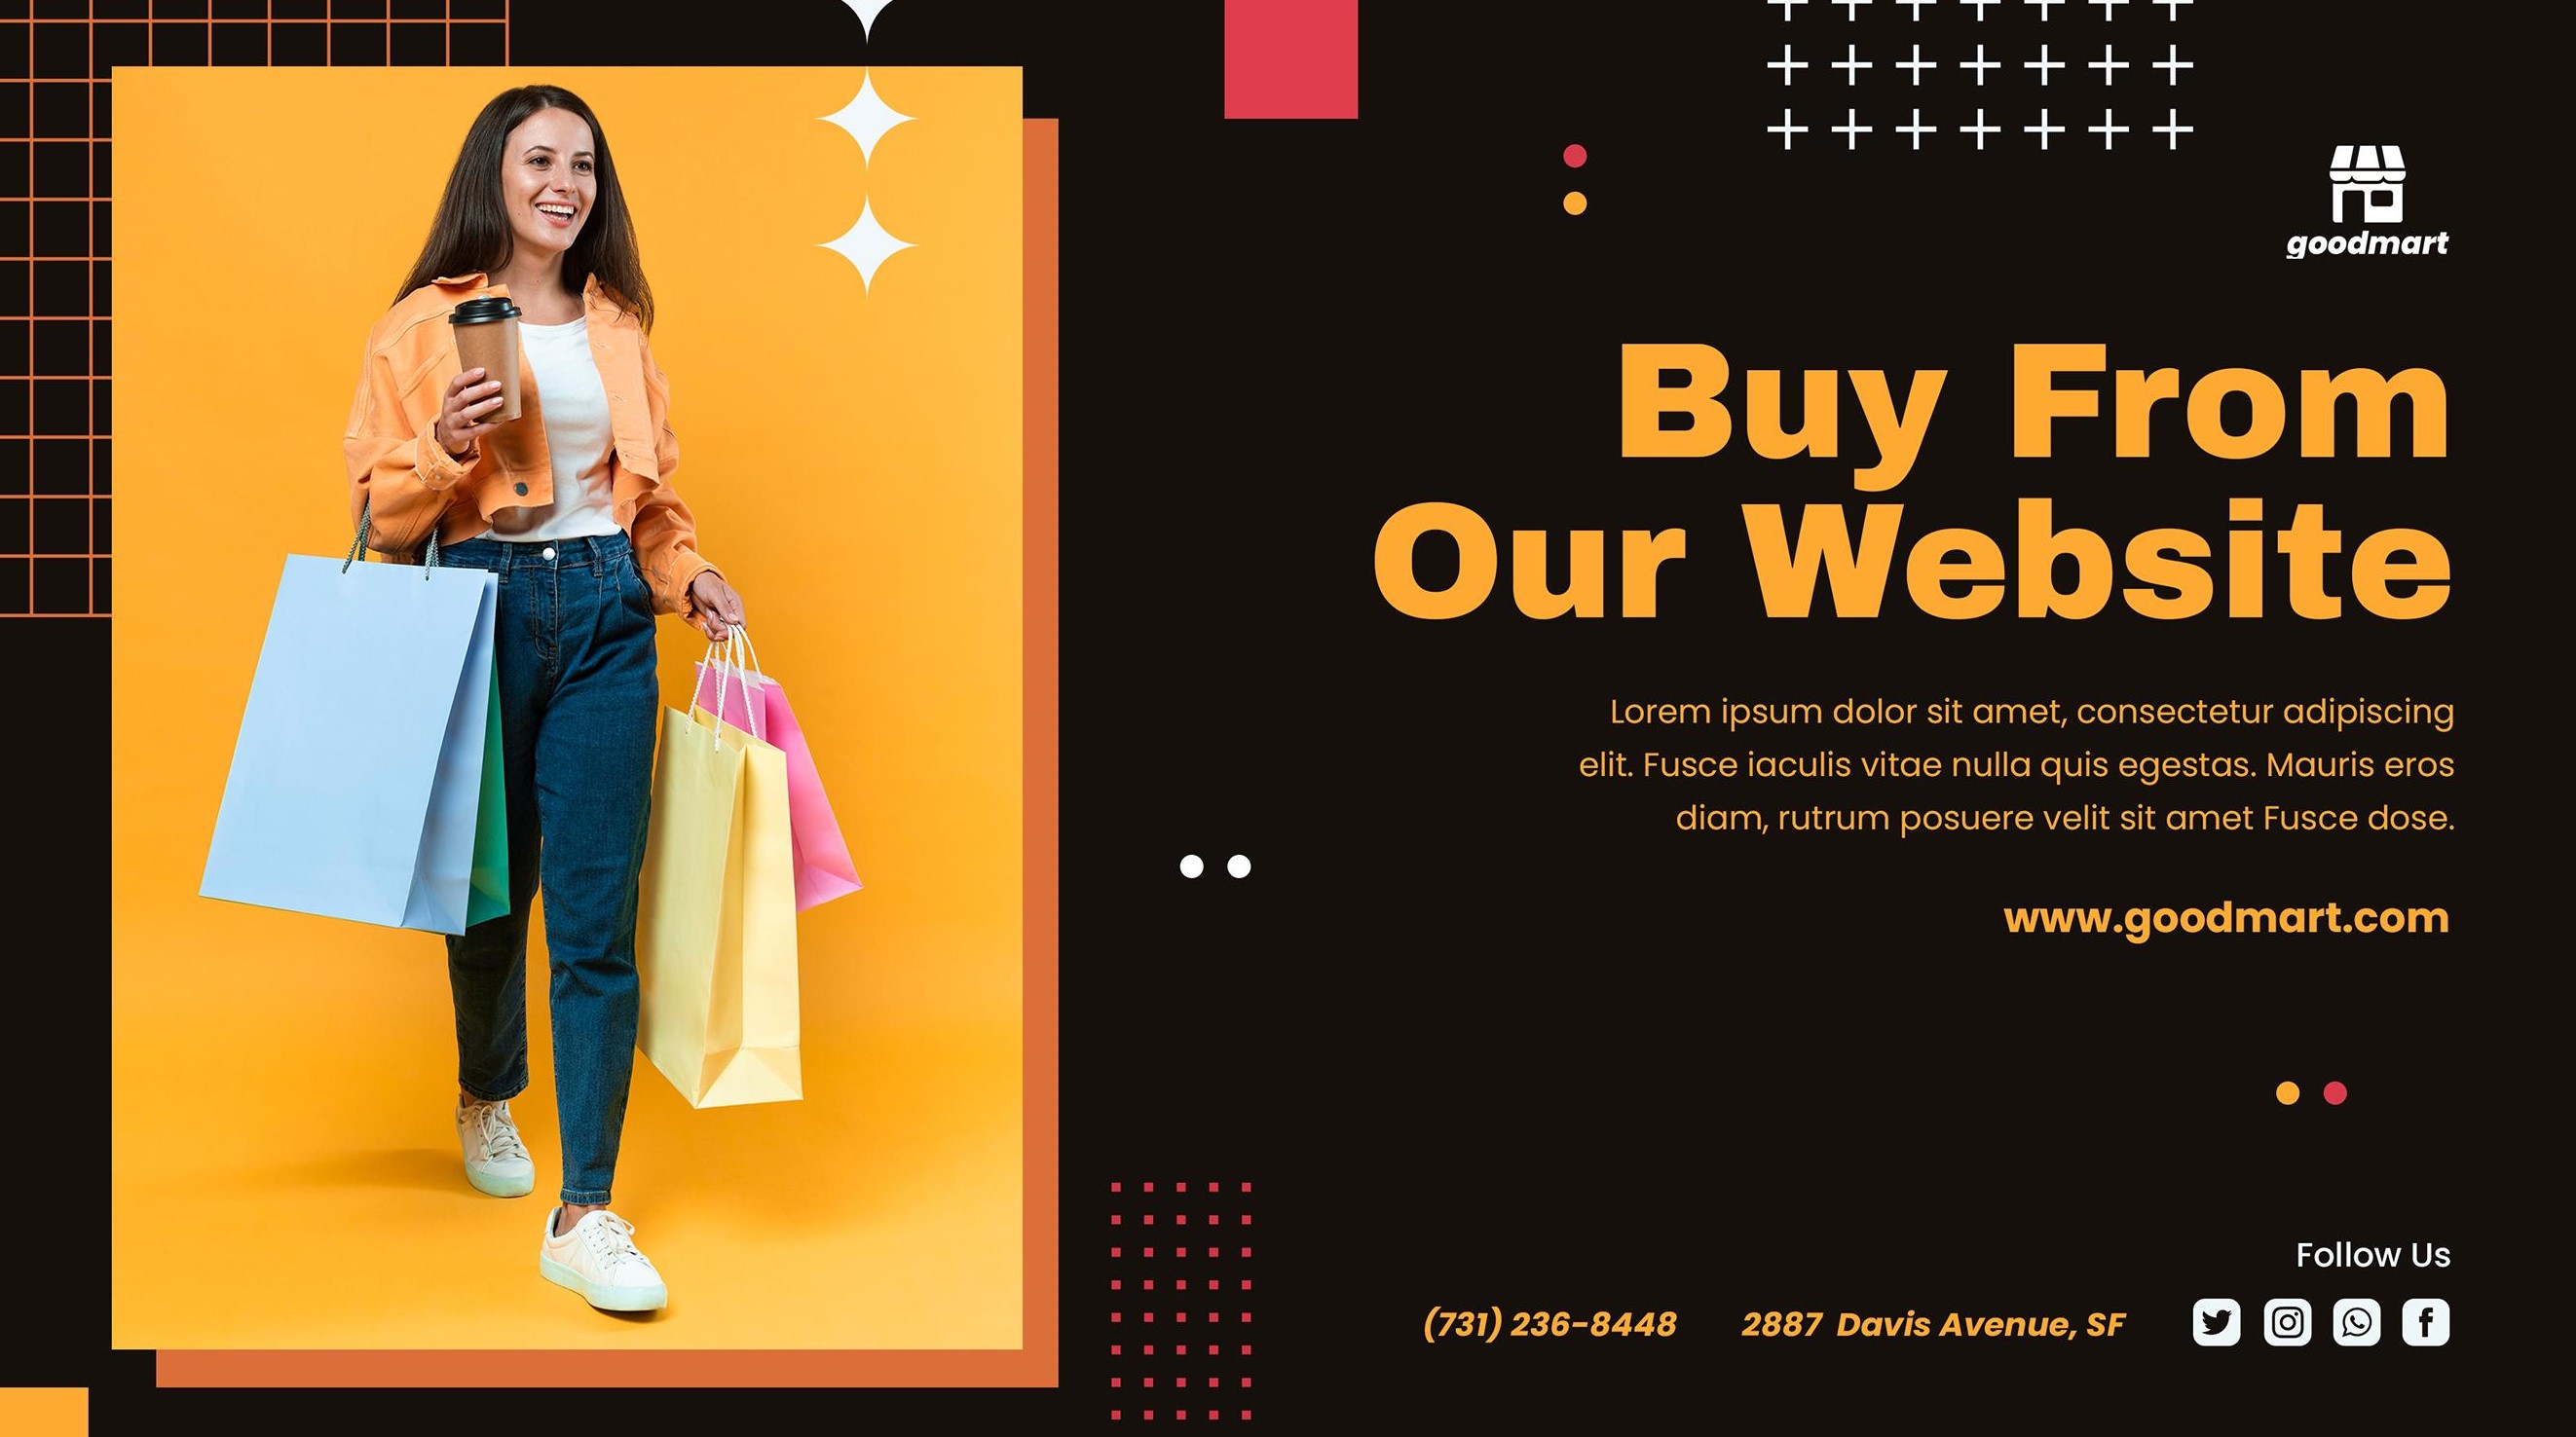 goodmart
Buy From
Our Website
Lorem ipsum dolor sit amet, consectetur adipiscing
elit. Fusce iaculis vitae nulla quis egestas. Mauris eros
diam, rutrum posuere velit sit amet Fusce dose.
www.goodmart.com
Follow Us
(731) 236-8448 2887 Davis Avenue, SF